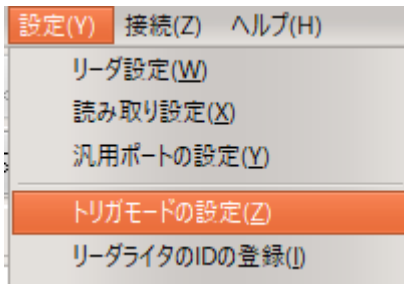 設定(Y) 接続(Z) ヘルプ(H)
リーダ設定(W)
読み取り設定(X)
汎用ポートの設定(Y)
トリガモードの設定(Z)
リーダライタのIDの登録(I)